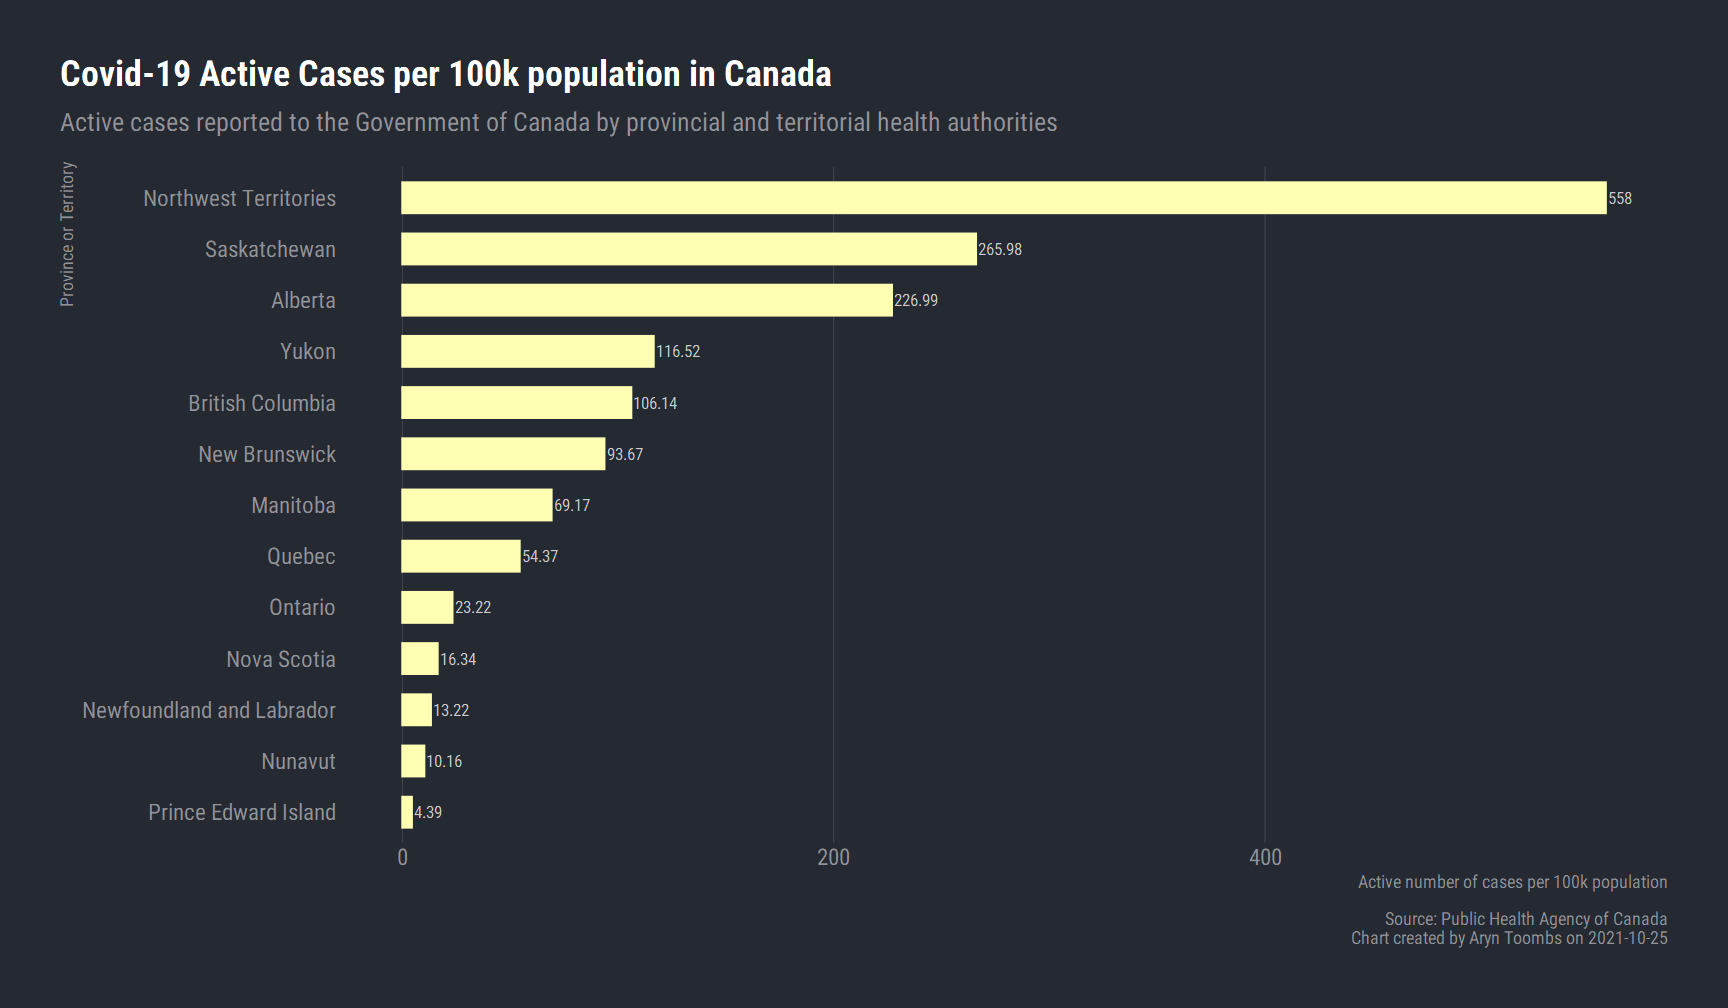 Covid-19 Active Cases per 100k population in Canada
Active cases reported to the Government of Canada by provincial and territorial health authorities
Province or Territory
Northwest Territories 558
Saskatchewan 265.98
Alberta 226.99
Yukon 116.52
British Columbia 106.14
New Brunswick 93.67
Manitoba 69.17
Quebec 54.37
Ontario 23.22
Nova Scotia 16.34
Newfoundland and Labrador 13.22
Nunavut 10.16
Prince Edward Island 4.39
0 200 400
Active number of cases per 100k population
Source: Public Health Agency of Canada
Chart created by Aryn Toombs on 2021-10-25